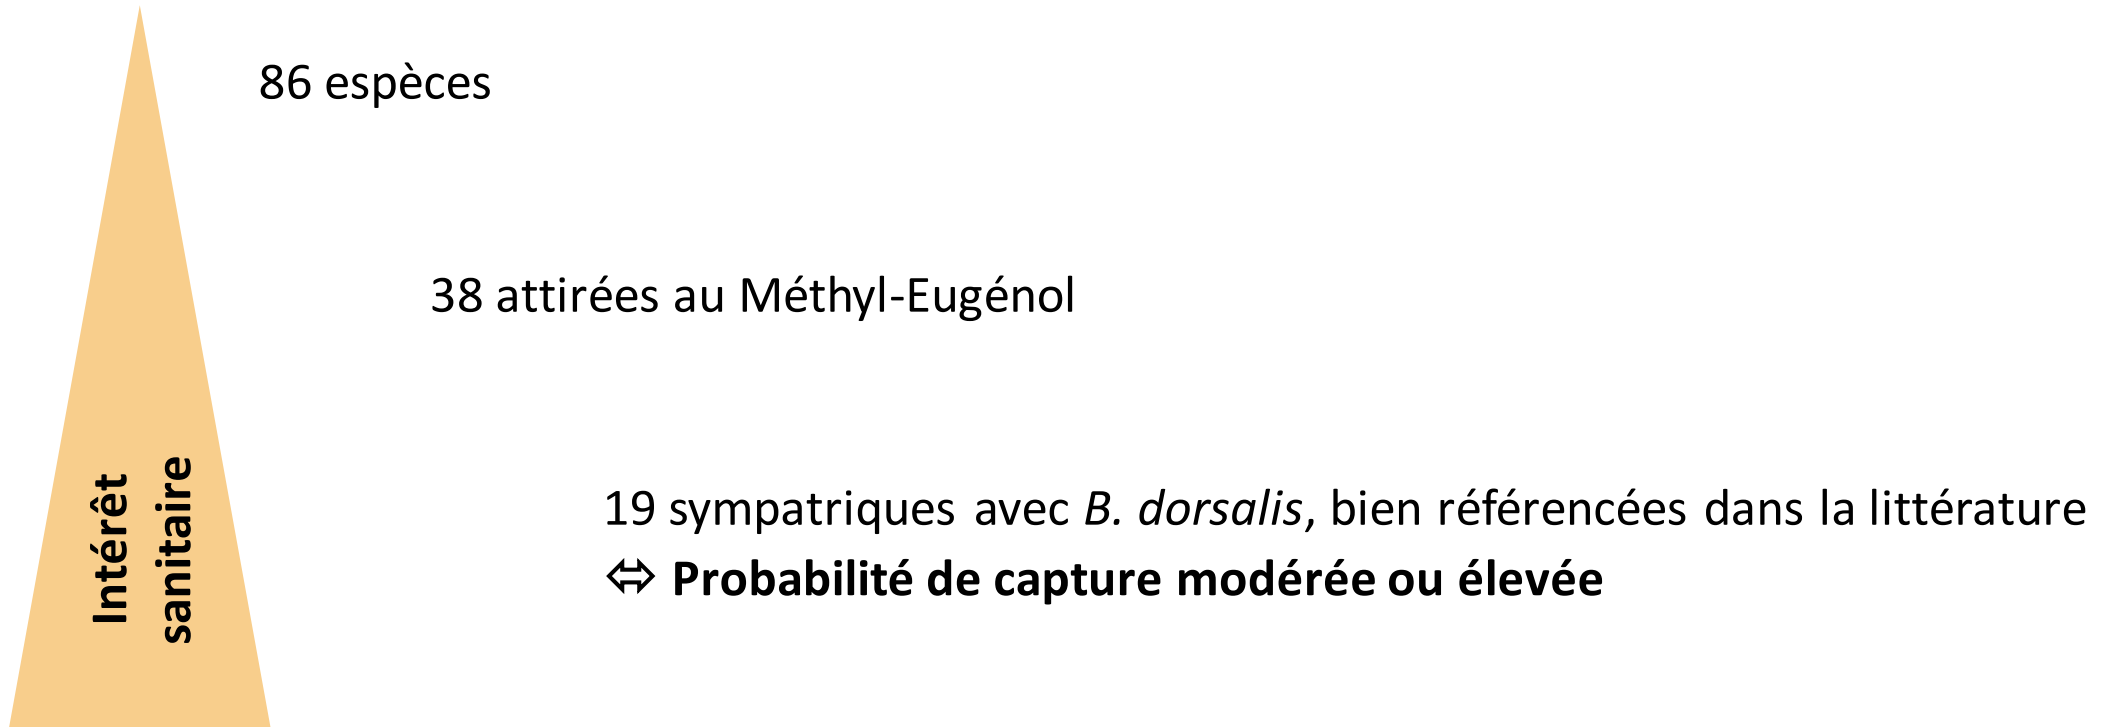 86 espèces
38 attirées au Méthyl-Eugénol
19 sympatriques avec B. dorsalis, bien référencées dans la littérature
⬄ Probabilité de capture modérée ou élevée
Intérêt
sanitaire